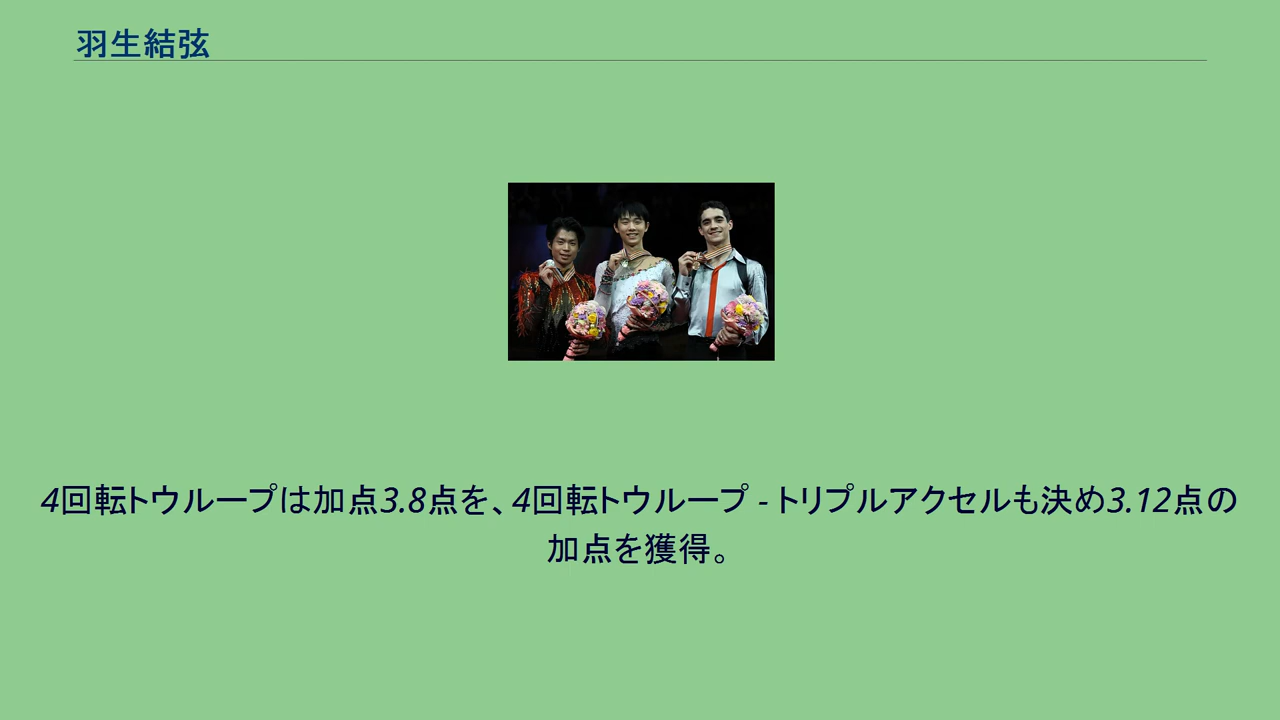 羽生結弦
4回転トウループは加点3.8点を、4回転トウループ - トリプルアクセルも決め3.12点の
加点を獲得。